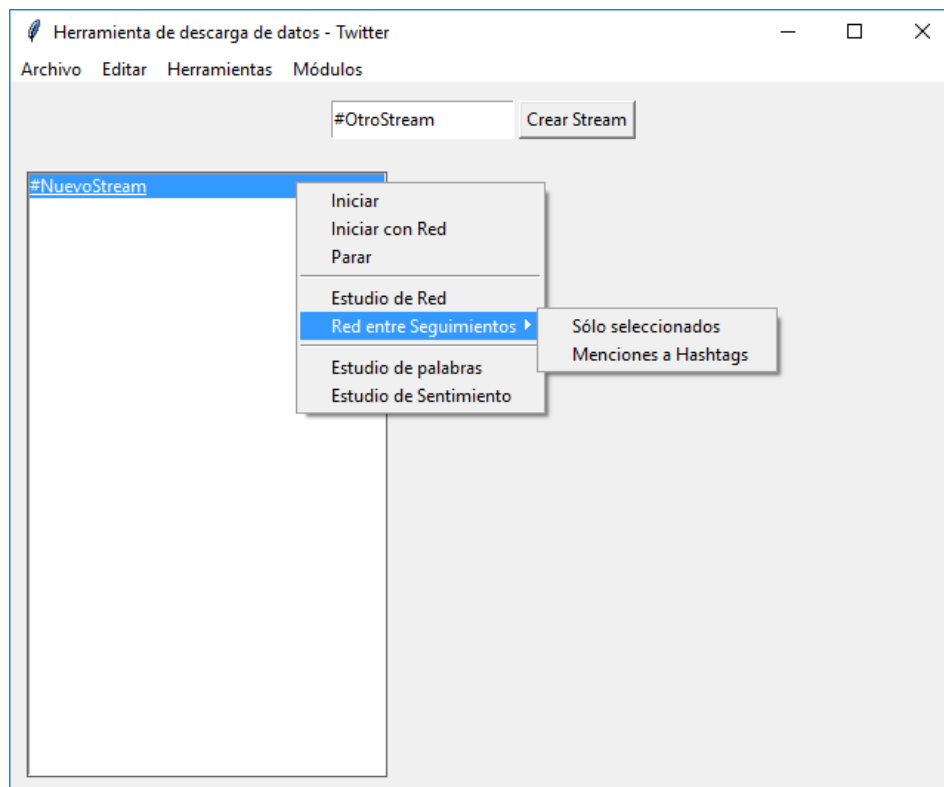 Herramienta de descarga de datos - Twitter
Archivo Editar Herramientas Módulos
#OtroStream Crear Stream
#NuevoStream
Iniciar
Iniciar con Red
Parar
Estudio de Red
Red entre Seguimientos
Sólo seleccionados
Menciones a Hashtags
Estudio de palabras
Estudio de Sentimiento